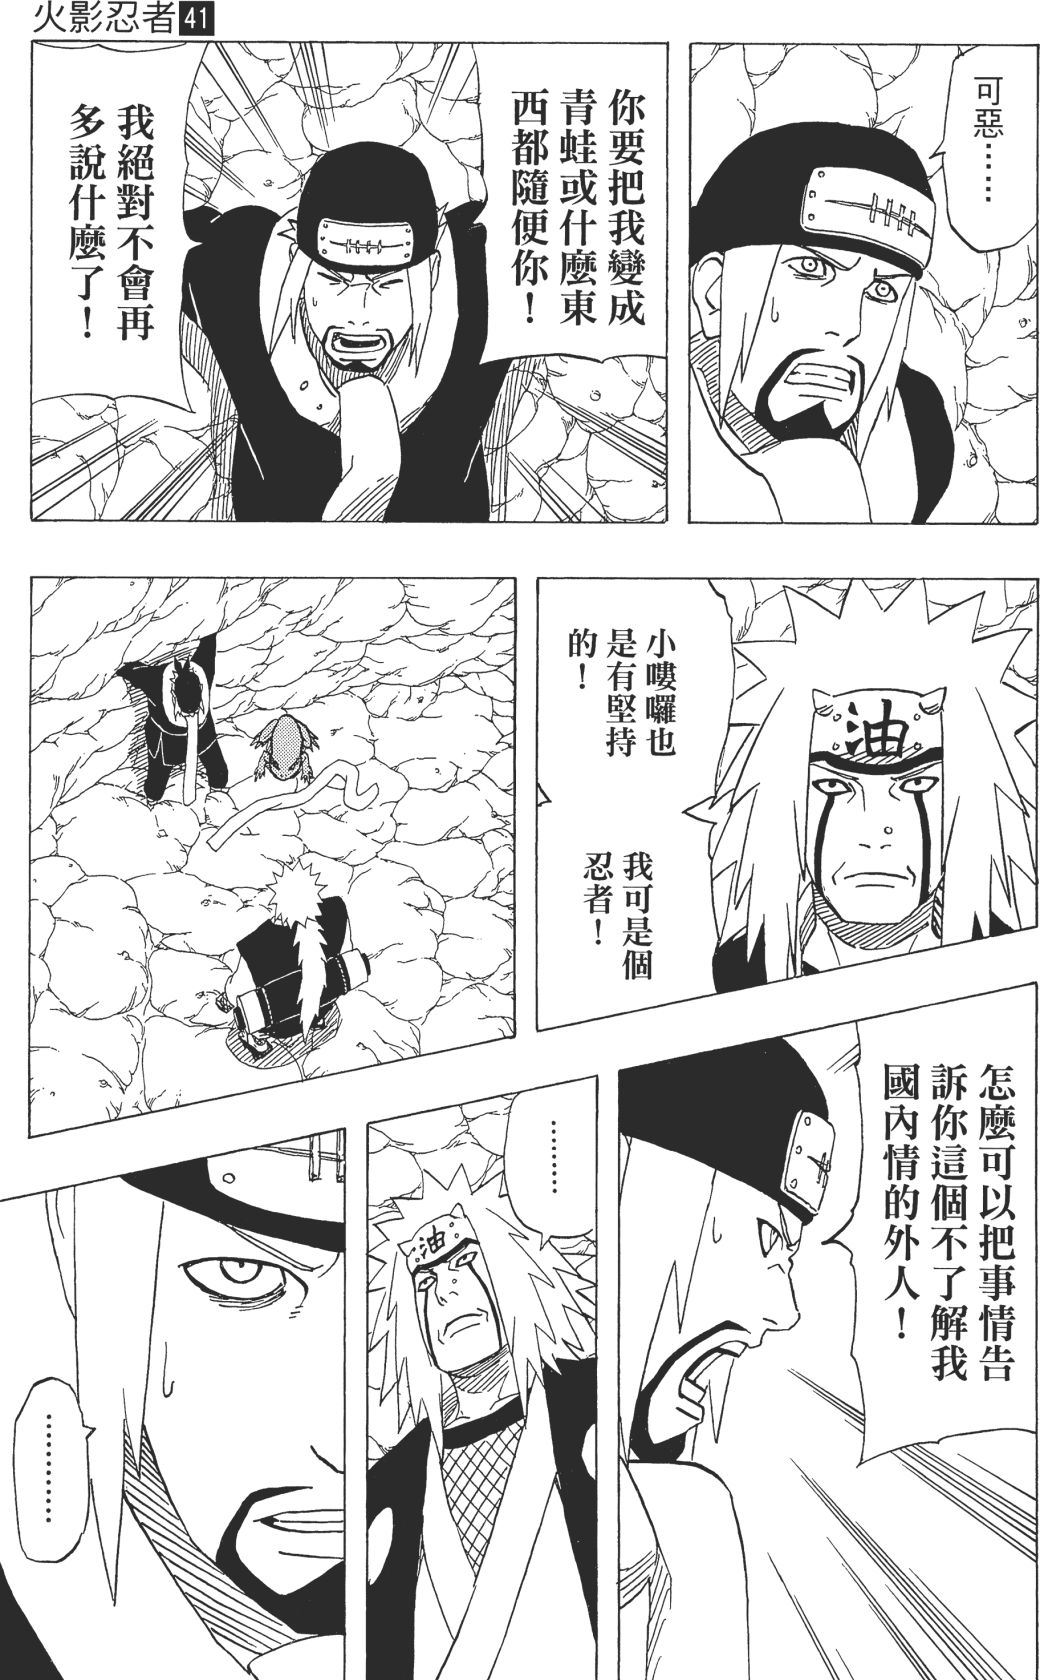 火影忍者 41
可惡⋯⋯
你要把我變成
青蛙或什麼東
西都隨便你！
我絕對不會再
多說什麼了！
油
小嘍囉也
是有堅持
的！
我可是個
忍者！
怎麼可以把事情告
訴你這個不了解我
國內情的外人！
⋯⋯⋯
油
⋯⋯⋯⋯